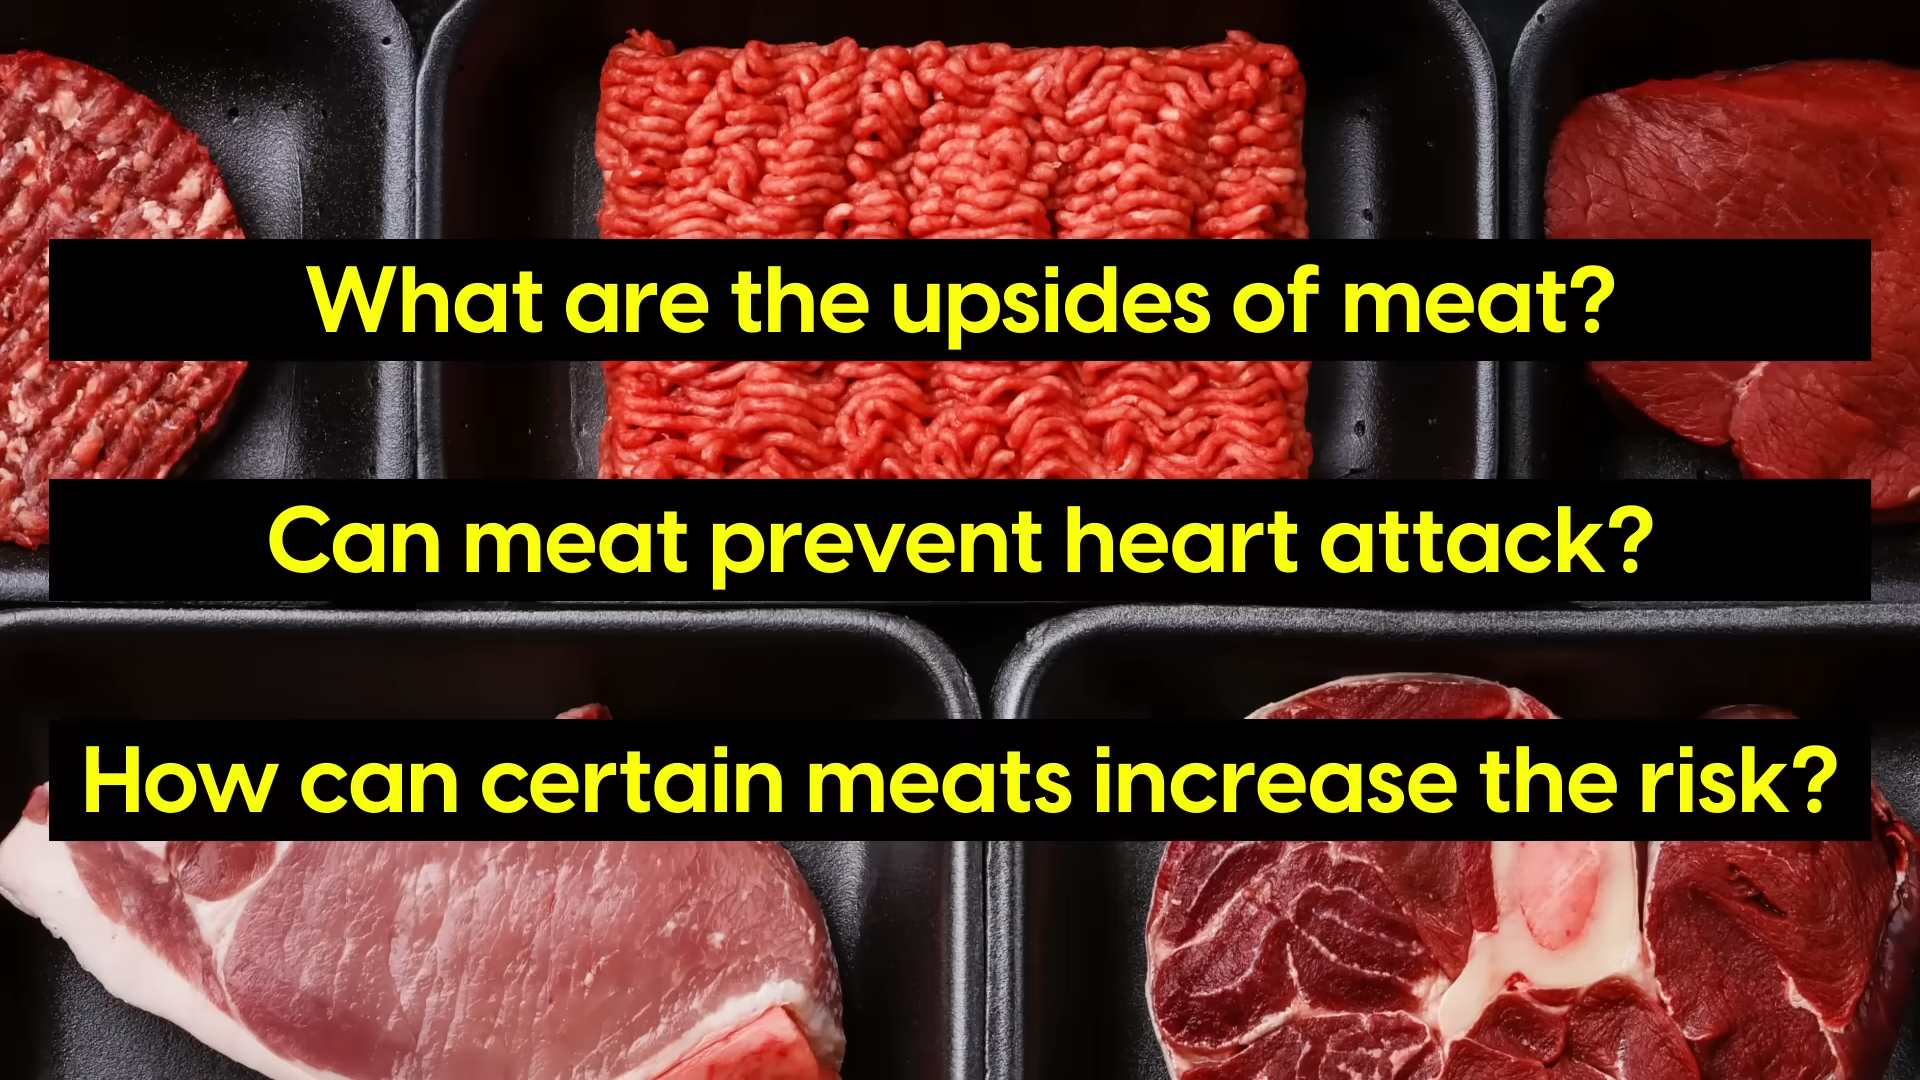 What are the upsides of meat?
Can meat prevent heart attack?
How can certain meats increase the risk?